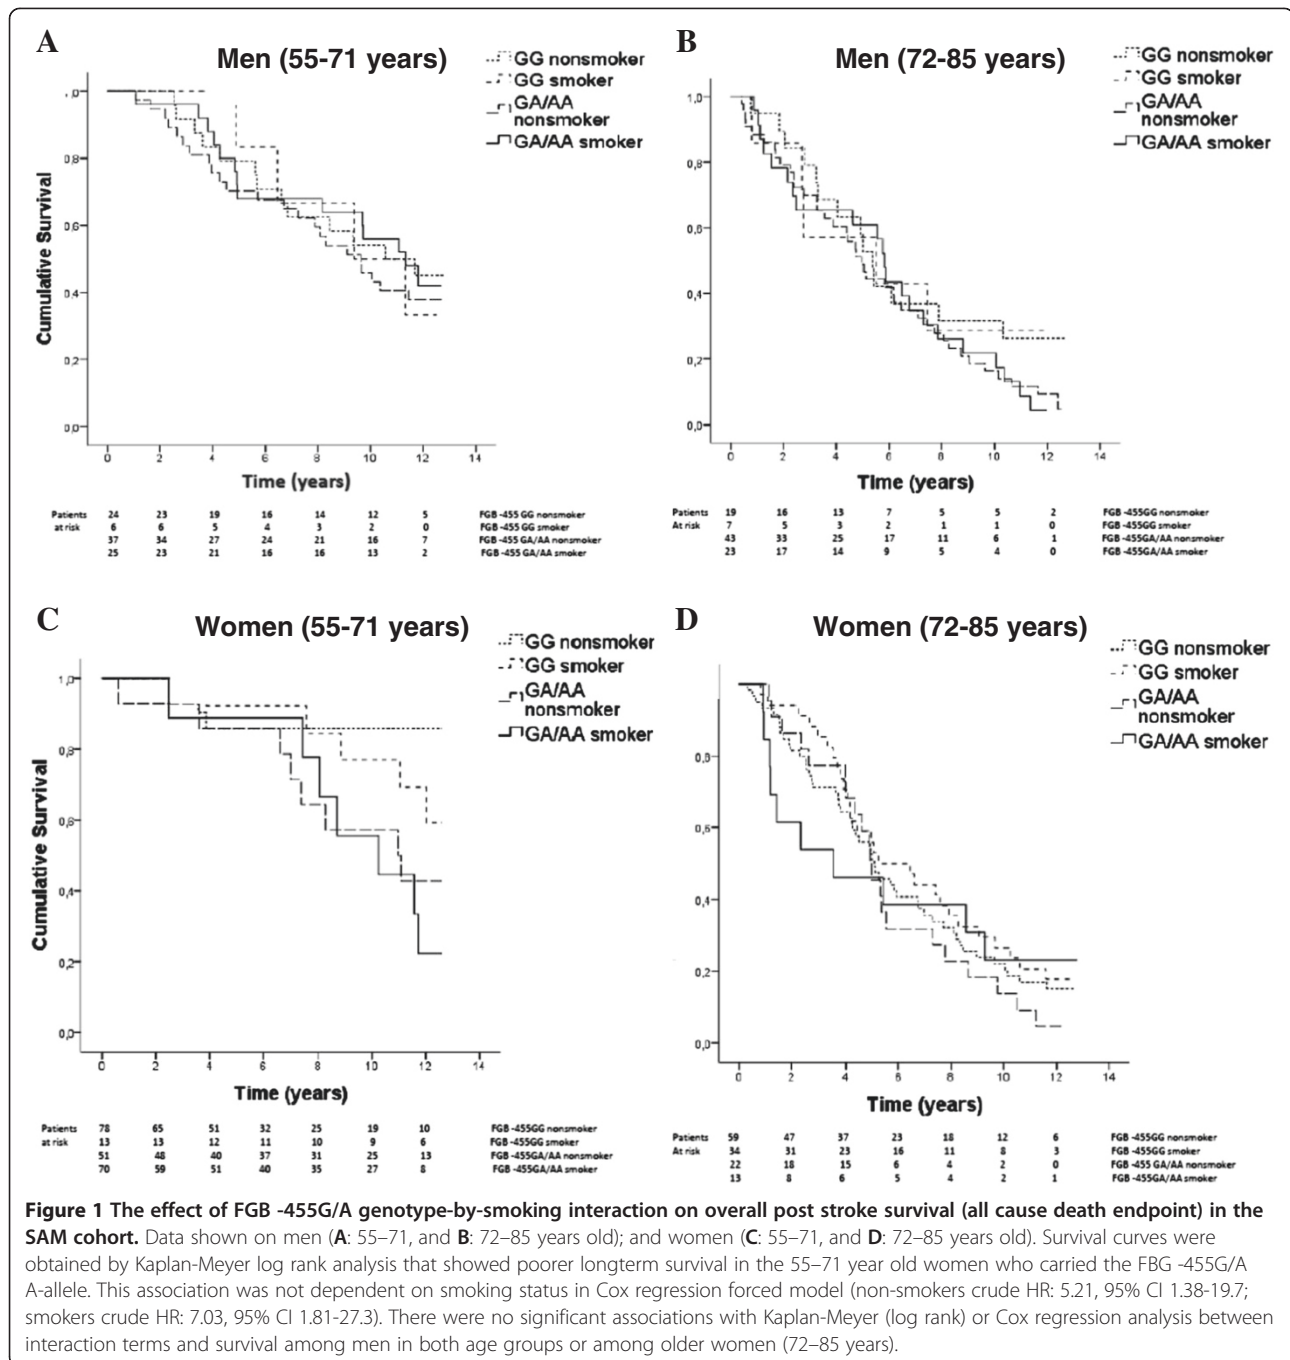 A
Men (55-71 years)
GG nonsmoker
GG smoker
GA/AA
nonsmoker
GA/AA smoker
Cumulative Survival
1,0
0,8
0,6
0,4
0,2
0,0
0 2 4 6 8 10 12 14
Time (years)
Patients 24 23 19 16 14 12 5 FGB -455 GG nonsmoker
at risk 6 6 5 4 3 2 0 FGB -455 GG smoker
37 34 27 24 21 16 7 FGB -455 GA/AA nonsmoker
25 23 21 16 16 13 2 FGB -455 GA/AA smoker
B
Men (72-85 years)
GG nonsmoker
GG smoker
GA/AA
nonsmoker
GA/AA smoker
1,0
0,8
0,6
0,4
0,2
0,0
0 2 4 6 8 10 12 14
Time (years)
Patients 19 16 13 7 5 5 2 FGB -455GG nonsmoker
At risk 7 5 3 2 1 1 0 FGB -455GG smoker
43 33 25 17 11 6 1 FGB -455GA/AA nonsmoker
23 17 14 9 5 4 0 FGB -455GA/AA smoker
C
Women (55-71 years)
GG nonsmoker
GG smoker
GA/AA
nonsmoker
GA/AA smoker
Cumulative Survival
1,0
0,8
0,6
0,4
0,2
0,0
0 2 4 6 8 10 12 14
Time (years)
Patients 78 65 51 32 25 19 10 FGB -455GG nonsmoker
at risk 13 13 12 11 10 9 6 FGB -455GG smoker
51 48 40 37 31 25 13 FGB -455GA/AA nonsmoker
70 59 51 40 35 27 8 FGB -455GA/AA smoker
D
Women (72-85 years)
GG nonsmoker
GG smoker
GA/AA
nonsmoker
GA/AA smoker
0,8
0,6
0,4
0,2
0,0
0 2 4 6 8 10 12 14
Time (years)
Patients 59 47 37 23 18 12 6 FGB -455GG nonsmoker
At risk 34 31 23 16 11 8 3 FGB -455GG smoker
22 18 15 6 4 2 0 FGB -455 GA/AA nonsmoker
13 8 6 5 4 2 1 FGB -455GA/AA smoker
Figure 1 The effect of FGB -455G/A genotype-by-smoking interaction on overall post stroke survival (all cause death endpoint) in the
SAM cohort. Data shown on men (A: 55–71, and B: 72–85 years old); and women (C: 55–71, and D: 72–85 years old). Survival curves were
obtained by Kaplan-Meyer log rank analysis that showed poorer longterm survival in the 55–71 year old women who carried the FBG -455G/A
A-allele. This association was not dependent on smoking status in Cox regression forced model (non-smokers crude HR: 5.21, 95% CI 1.38-19.7;
smokers crude HR: 7.03, 95% CI 1.81-27.3). There were no significant associations with Kaplan-Meyer (log rank) or Cox regression analysis between
interaction terms and survival among men in both age groups or among older women (72–85 years).